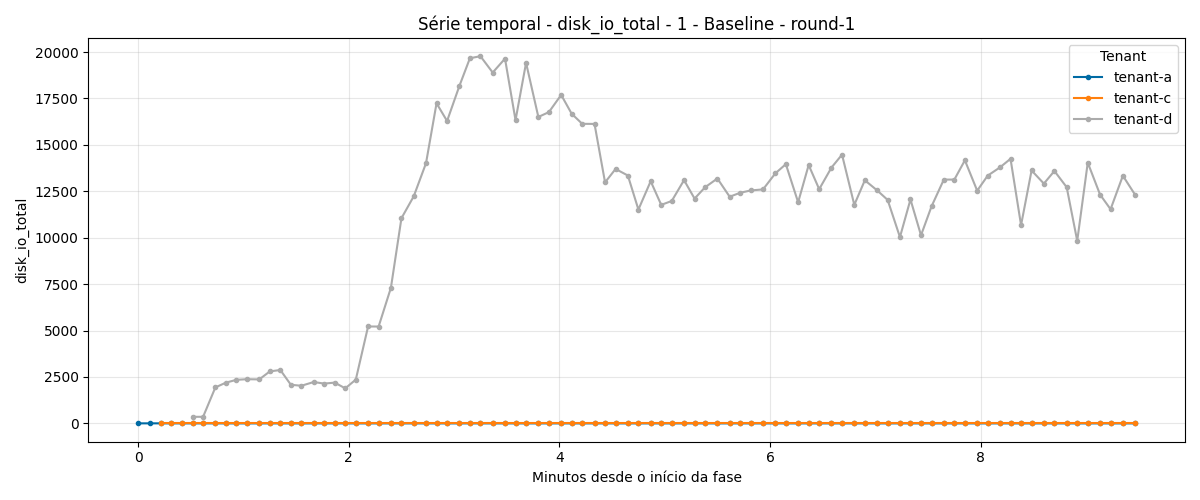 Série temporal - disk_io_total - 1 - Baseline - round-1
disk_io_total
20000
17500
15000
12500
10000
7500
5000
2500
0
0
2
4
6
8
Minutos desde o início da fase
Tenant
tenant-a
tenant-c
tenant-d